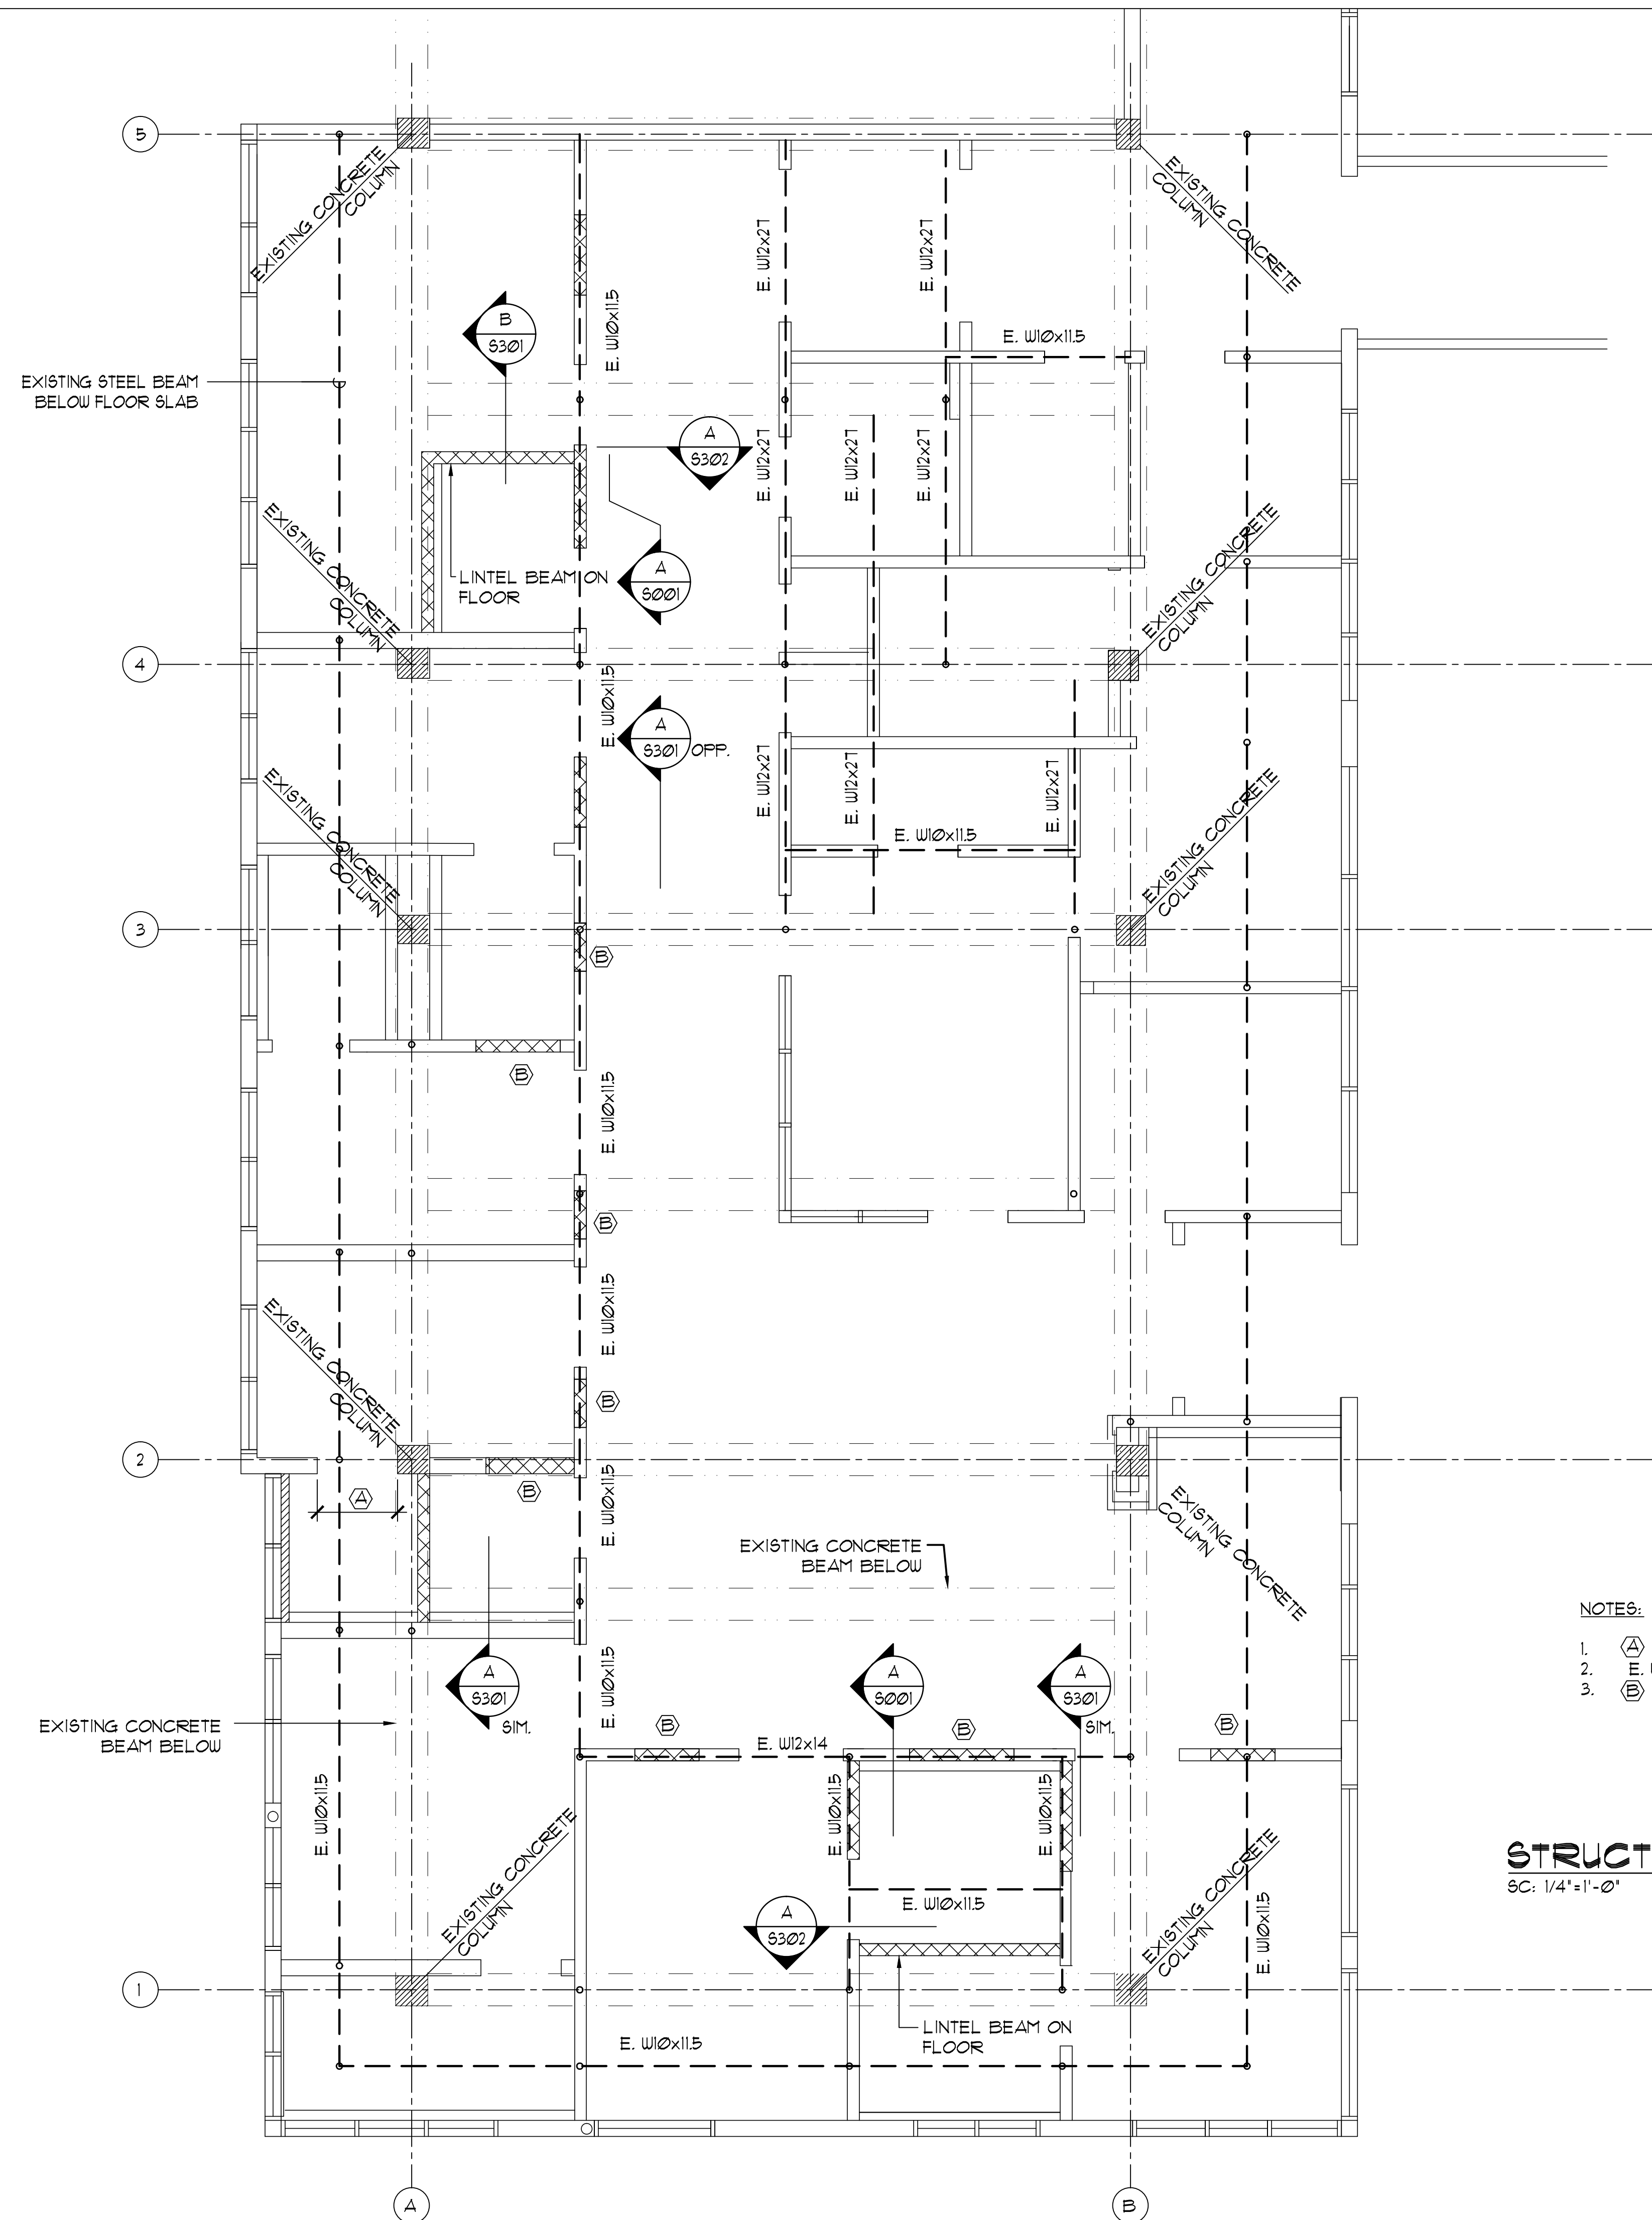 5
EXISTING CONCRETE
COLUMN
EXISTING CONCRETE
COLUMN
E. W12x27
E. W12x27
B
S301
E. W10x11.5
E. W10x11.5
EXISTING STEEL BEAM
BELOW FLOOR SLAB
A
S302
E. W12x27
E. W12x27
E. W12x27
EXISTING CONCRETE
COLUMN
EXISTING CONCRETE
COLUMN
LINTEL BEAM ON
FLOOR
A
S001
4
E. W10x11.5
A
S301
OPP.
E. W12x27
E. W12x27
E. W12x27
EXISTING CONCRETE
COLUMN
EXISTING CONCRETE
COLUMN
E. W10x11.5
3
B
B
E. W10x11.5
B
E. W10x11.5
EXISTING CONCRETE
COLUMN
B
2
A
B
E. W10x11.5
EXISTING CONCRETE
COLUMN
EXISTING CONCRETE
BEAM BELOW
NOTES:
1. A
2. E.
3. B
A
S301
SIM.
E. W10x11.5
A
S001
A
S301
SIM.
EXISTING CONCRETE
BEAM BELOW
B
E. W12x14
B
B
E. W10x11.5
E. W10x11.5
E. W10x11.5
EXISTING CONCRETE
COLUMN
EXISTING CONCRETE
COLUMN
E. W10x11.5
STRUCT
SC: 1/4"=1'-0"
E. W10x11.5
A
S302
1
LINTEL BEAM ON
FLOOR
E. W10x11.5
A
B